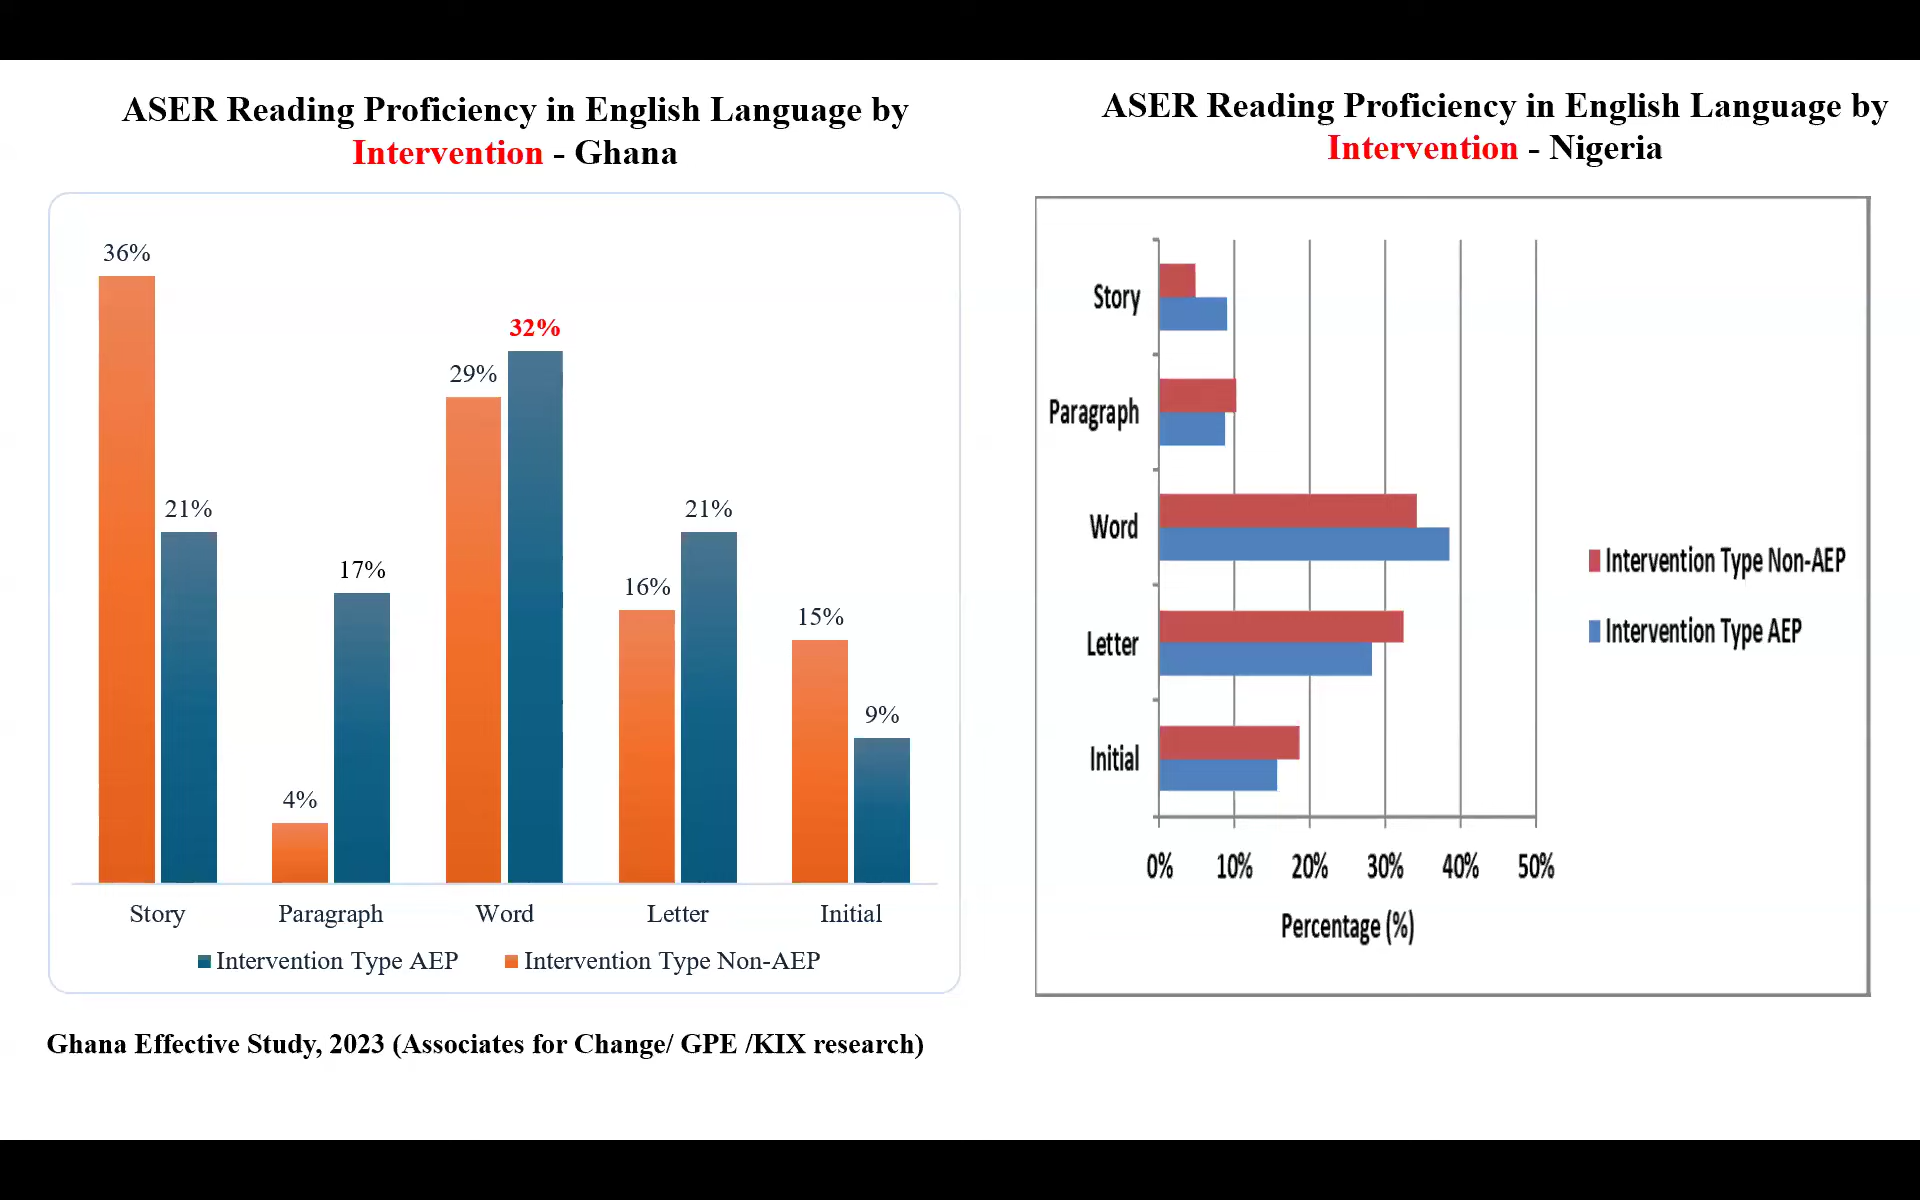 ASER Reading Proficiency in English Language by
Intervention - Ghana
36%
21%
4%
17%
29%
32%
16%
21%
15%
9%
Story
Paragraph
Word
Letter
Initial
Intervention Type AEP
Intervention Type Non-AEP
Ghana Effective Study, 2023 (Associates for Change/ GPE /KIX research)
ASER Reading Proficiency in English Language by
Intervention - Nigeria
Story
Paragraph
Word
Letter
Initial
0% 10% 20% 30% 40% 50%
Percentage (%)
Intervention Type Non-AEP
Intervention Type AEP